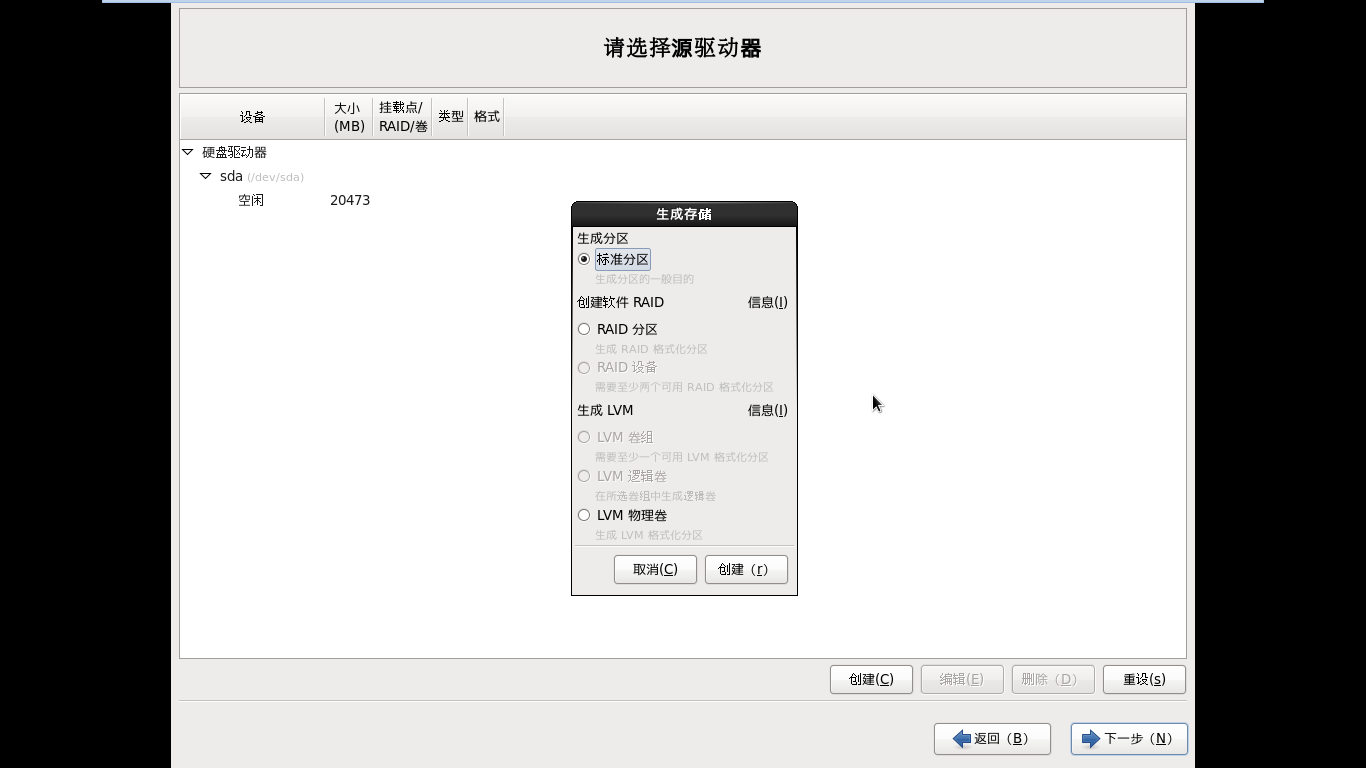 请选择源驱动器
设备
大小
(MB)
挂载点/
RAID/卷
类型
格式
硬盘驱动器
sda (/dev/sda)
空闲 20473
生成存储
生成分区
标准分区
生成分区的一般目的
创建软件 RAID 信息(I)
RAID 分区
生成 RAID 格式化分区
RAID 设备
需要至少两个可用 RAID 格式化分区
生成 LVM 信息(I)
LVM 卷组
需要至少一个可用 LVM 格式化分区
LVM 逻辑卷
在所选卷组中生成逻辑卷
LVM 物理卷
生成 LVM 格式化分区
取消(C) 创建（r）
创建(C) 编辑(E) 删除（D） 重设(s)
返回（B） 下一步（N）